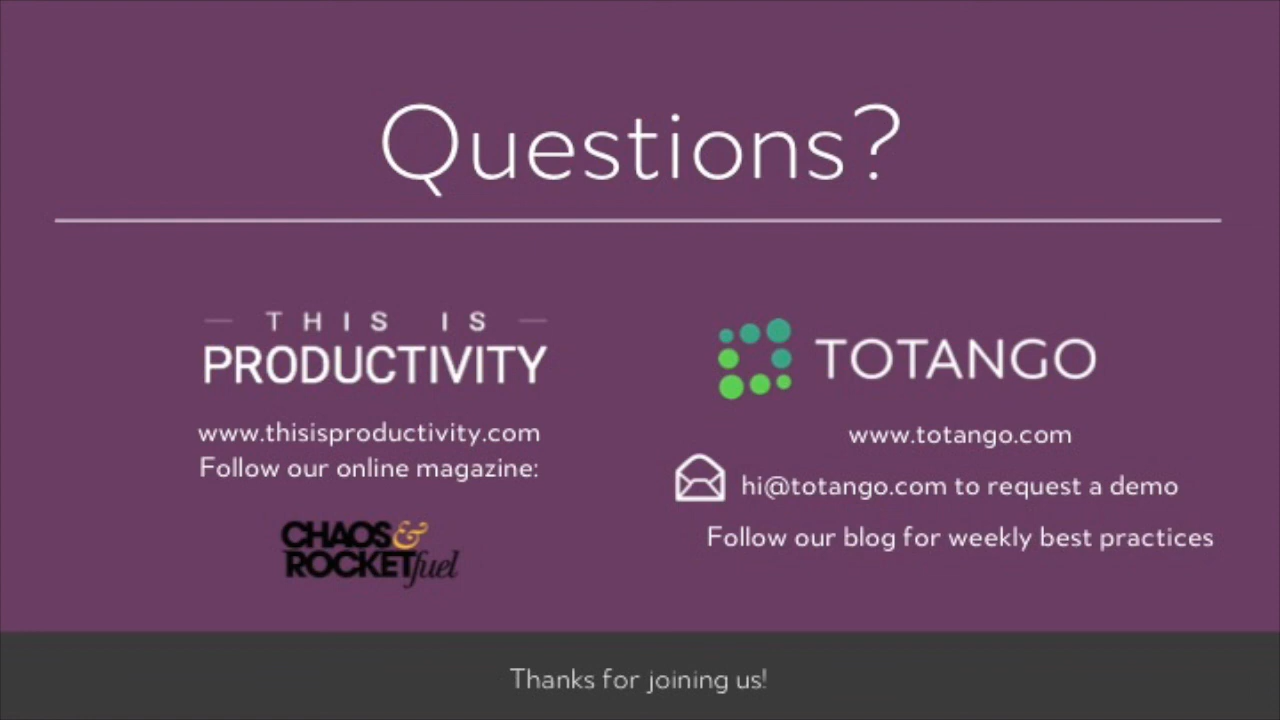 Questions?
THIS IS
PRODUCTIVITY
www.thisisproductivity.com
Follow our online magazine:
CHAOS &
ROCKETfuel
TOTANGO
www.totango.com
hi@totango.com to request a demo
Follow our blog for weekly best practices
Thanks for joining us!